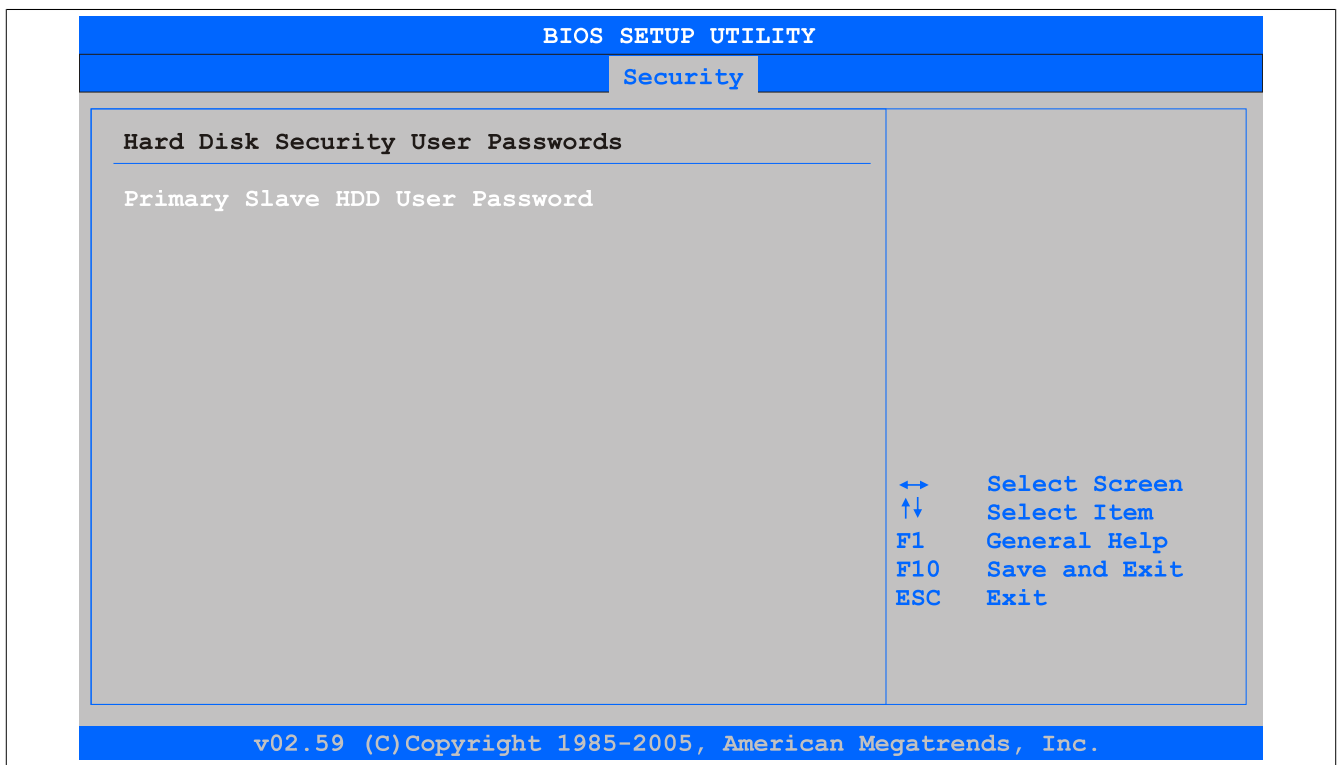 BIOS SETUP UTILITY
Security
Hard Disk Security User Passwords
Primary Slave HDD User Password
↔ Select Screen
↑↓ Select Item
F1 General Help
F10 Save and Exit
ESC Exit
v02.59 (C)Copyright 1985-2005, American Megatrends, Inc.